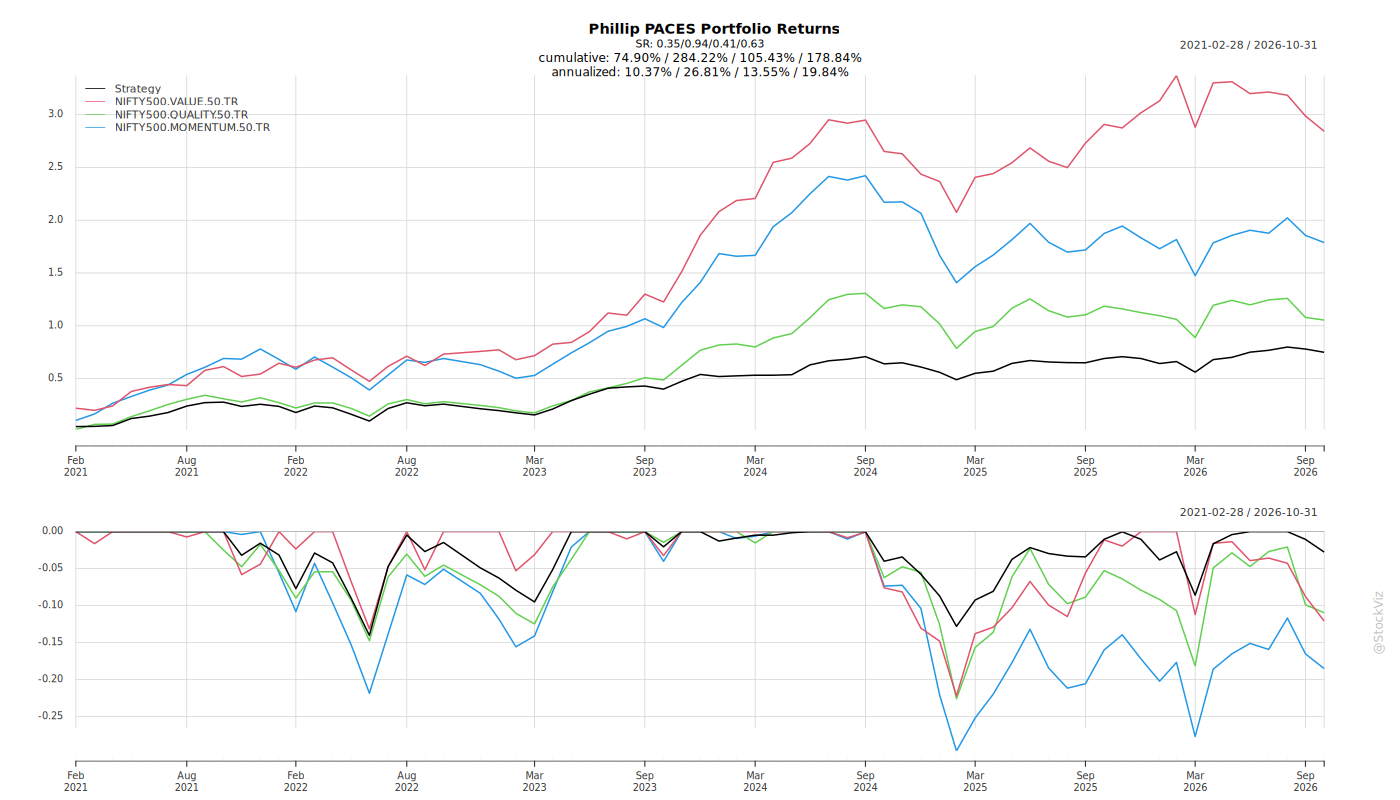 Phillip PACES Portfolio Returns
SR: 0.35/0.94/0.41/0.63
cumulative: 74.90% / 284.22% / 105.43% / 178.84%
annualized: 10.37% / 26.81% / 13.55% / 19.84%
2021-02-28 / 2026-10-31
Strategy
NIFTY500.VALUE.50.TR
NIFTY500.QUALITY.50.TR
NIFTY500.MOMENTUM.50.TR
3.0
2.5
2.0
1.5
1.0
0.5
Feb 2021 Aug 2021 Feb 2022 Aug 2022 Mar 2023 Sep 2023 Mar 2024 Sep 2024 Mar 2025 Sep 2025 Mar 2026 Sep 2026
2021-02-28 / 2026-10-31
0.00
-0.05
-0.10
-0.15
-0.20
-0.25
Feb 2021 Aug 2021 Feb 2022 Aug 2022 Mar 2023 Sep 2023 Mar 2024 Sep 2024 Mar 2025 Sep 2025 Mar 2026 Sep 2026
@StockViz